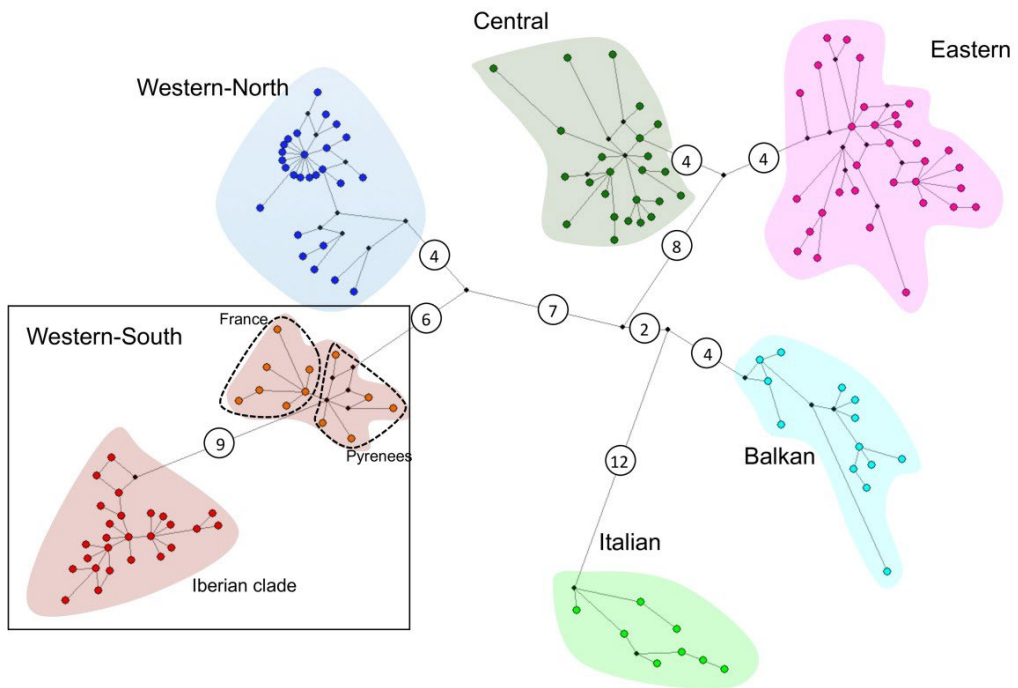 Central
Eastern
Western-North
4
4
4
8
6
7
2
4
France
Western-South
9
Pyrenees
12
Balkan
Italian
Iberian clade